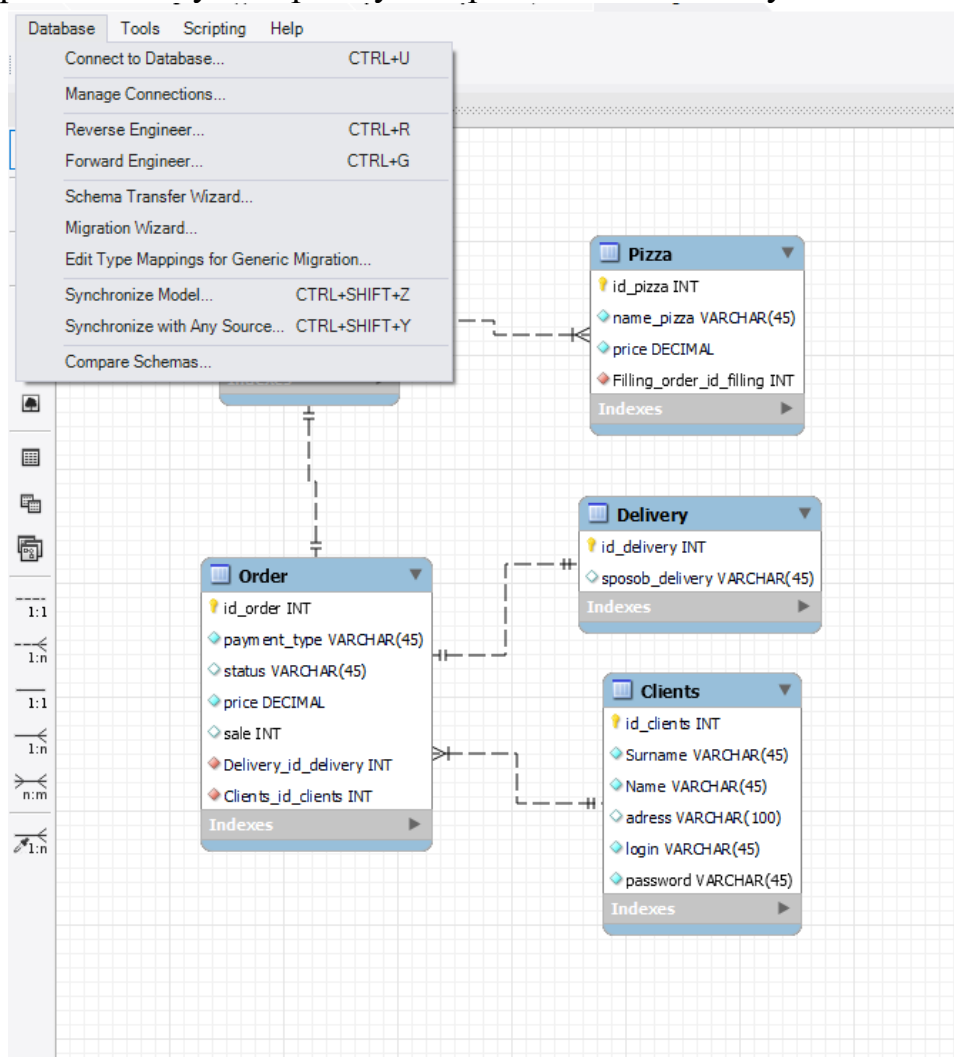 Database Tools Scripting Help
Connect to Database... CTRL+U
Manage Connections...
Reverse Engineer... CTRL+R
Forward Engineer... CTRL+G
Schema Transfer Wizard...
Migration Wizard...
Edit Type Mappings for Generic Migration...
Synchronize Model... CTRL+SHIFT+Z
Synchronize with Any Source... CTRL+SHIFT+Y
Compare Schemas...
Indexes
Pizza
id_pizza INT
name_pizza VARCHAR(45)
price DECIMAL
Filling_order_id_filling INT
Indexes
Delivery
id_delivery INT
sposob_delivery VARCHAR(45)
Indexes
Order
id_order INT
payment_type VARCHAR(45)
status VARCHAR(45)
price DECIMAL
sale INT
Delivery_id_delivery INT
Clients_id_clients INT
Indexes
Clients
id_clients INT
Surname VARCHAR(45)
Name VARCHAR(45)
adress VARCHAR(100)
login VARCHAR(45)
password VARCHAR(45)
Indexes
1:1
1:n
1:1
1:n
n:m
1:n